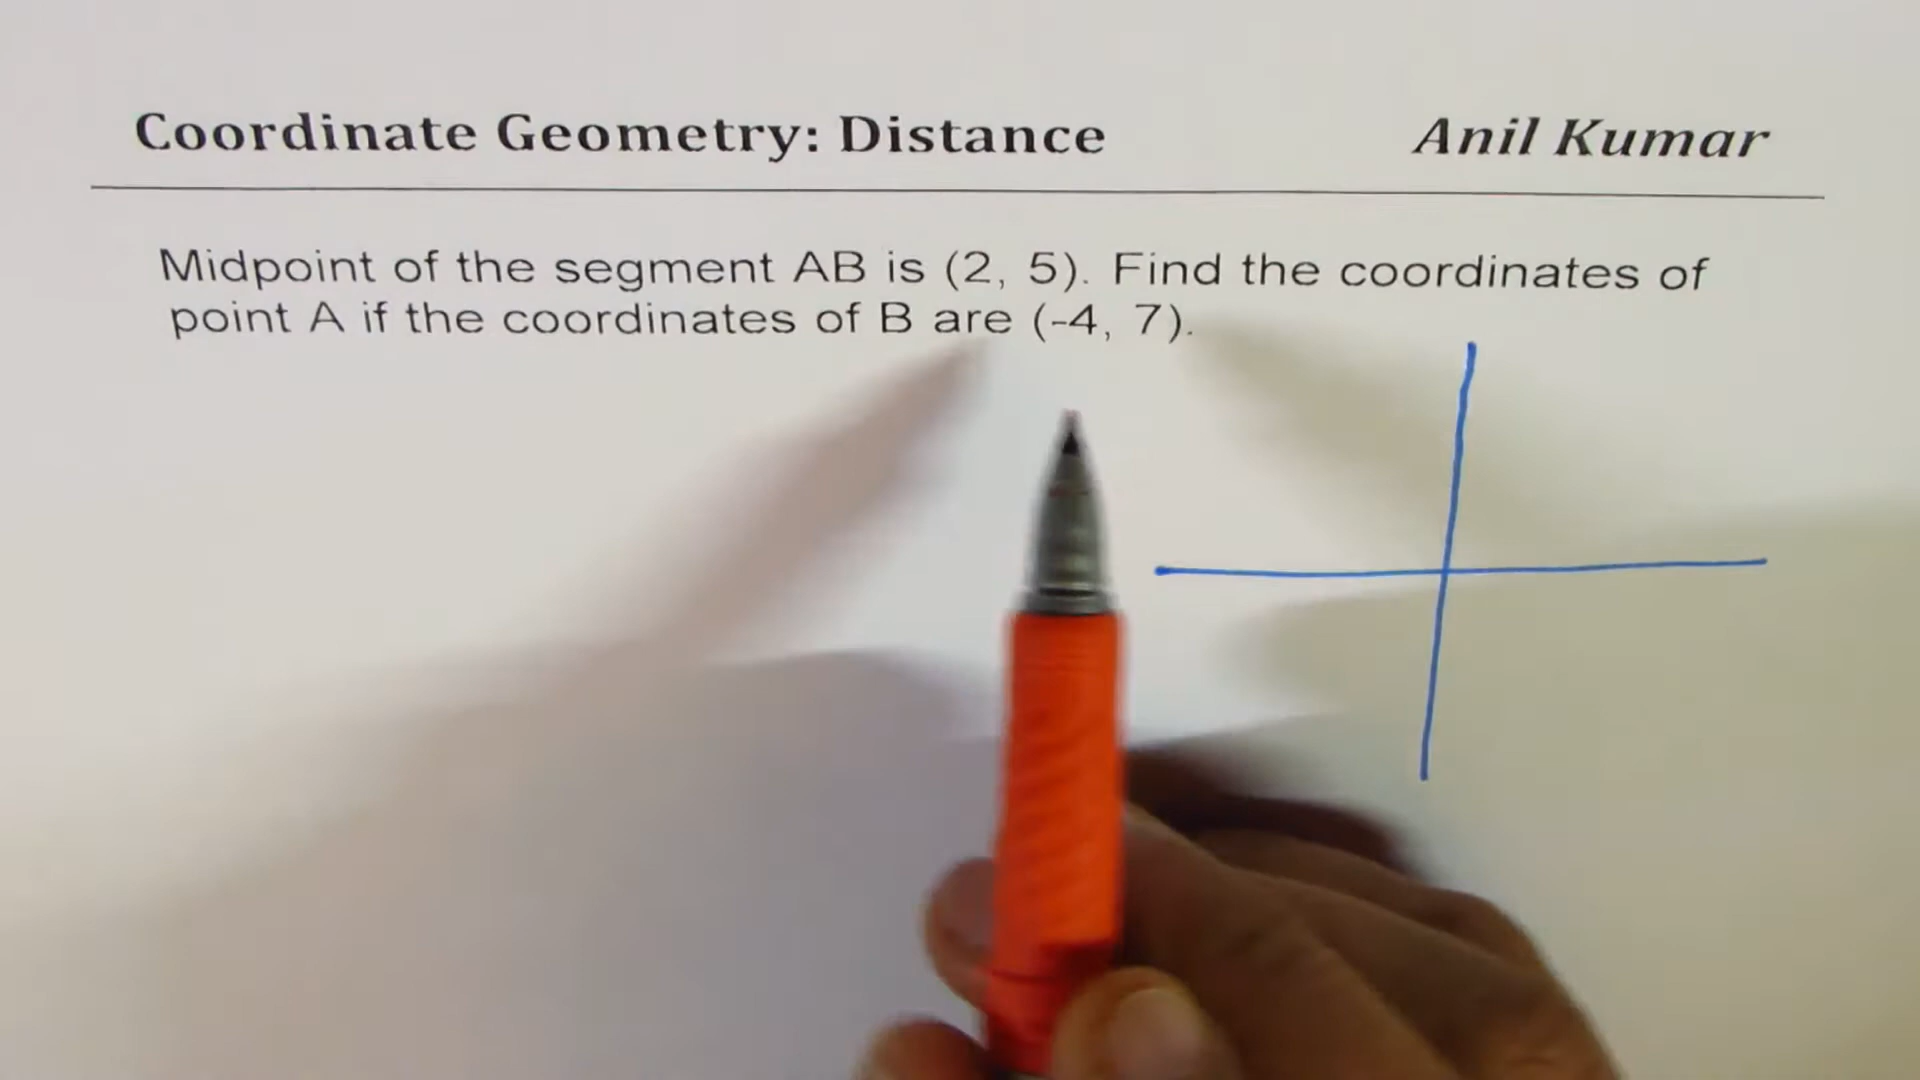 Coordinate Geometry: Distance
Anil Kumar
Midpoint of the segment AB is (2, 5). Find the coordinates of
point A if the coordinates of B are (-4, 7).